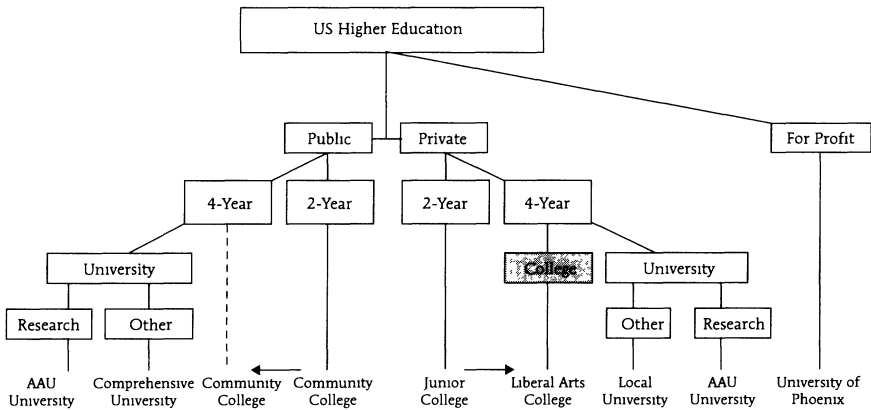 US Higher Education
Public Private For Profit
4-Year 2-Year 2-Year 4-Year
University College University
Research Other Other Research
AAU Comprehensive Community Community Junior Liberal Arts Local AAU University of
University University College College College College University University Phoenix